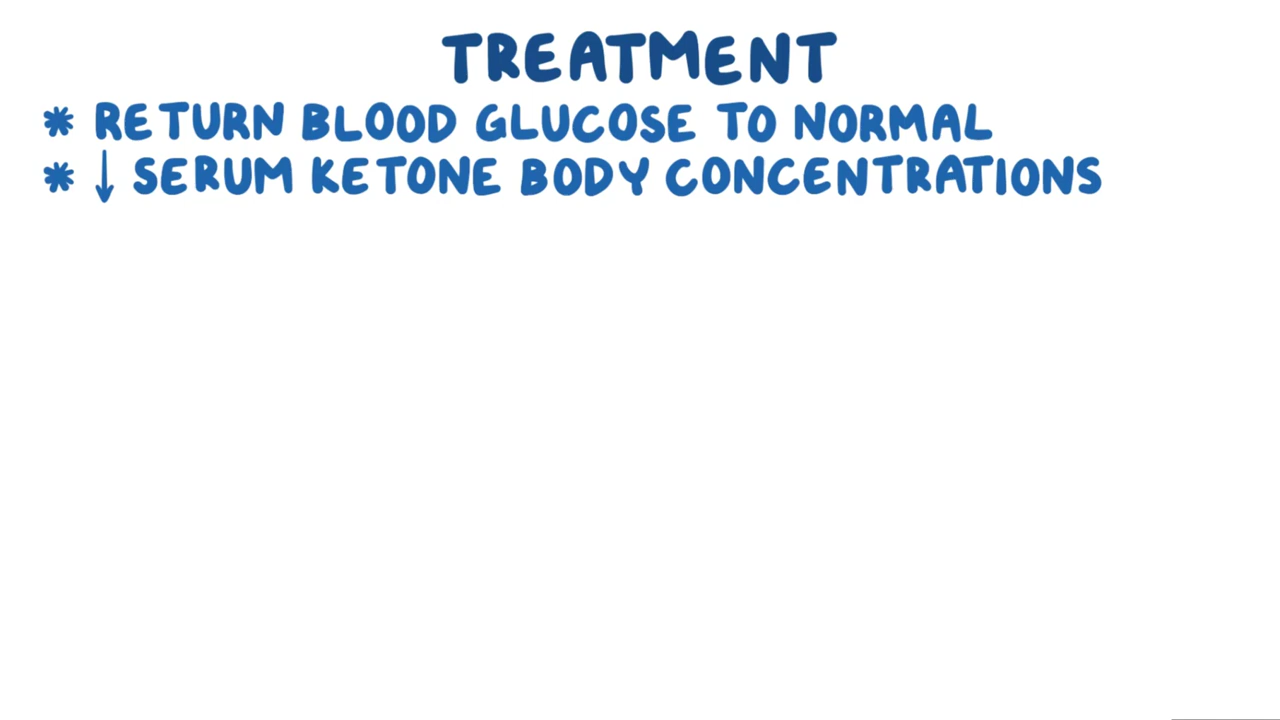 TREATMENT
* RETURN BLOOD GLUCOSE TO NORMAL
* ↓ SERUM KETONE BODY CONCENTRATIONS